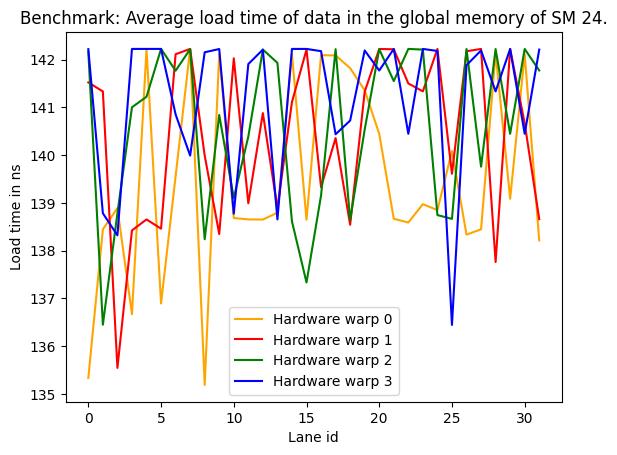 Benchmark: Average load time of data in the global memory of SM 24.
Load time in ns
142
141
140
139
138
137
136
135
Hardware warp 0
Hardware warp 1
Hardware warp 2
Hardware warp 3
0 5 10 15 20 25 30
Lane id